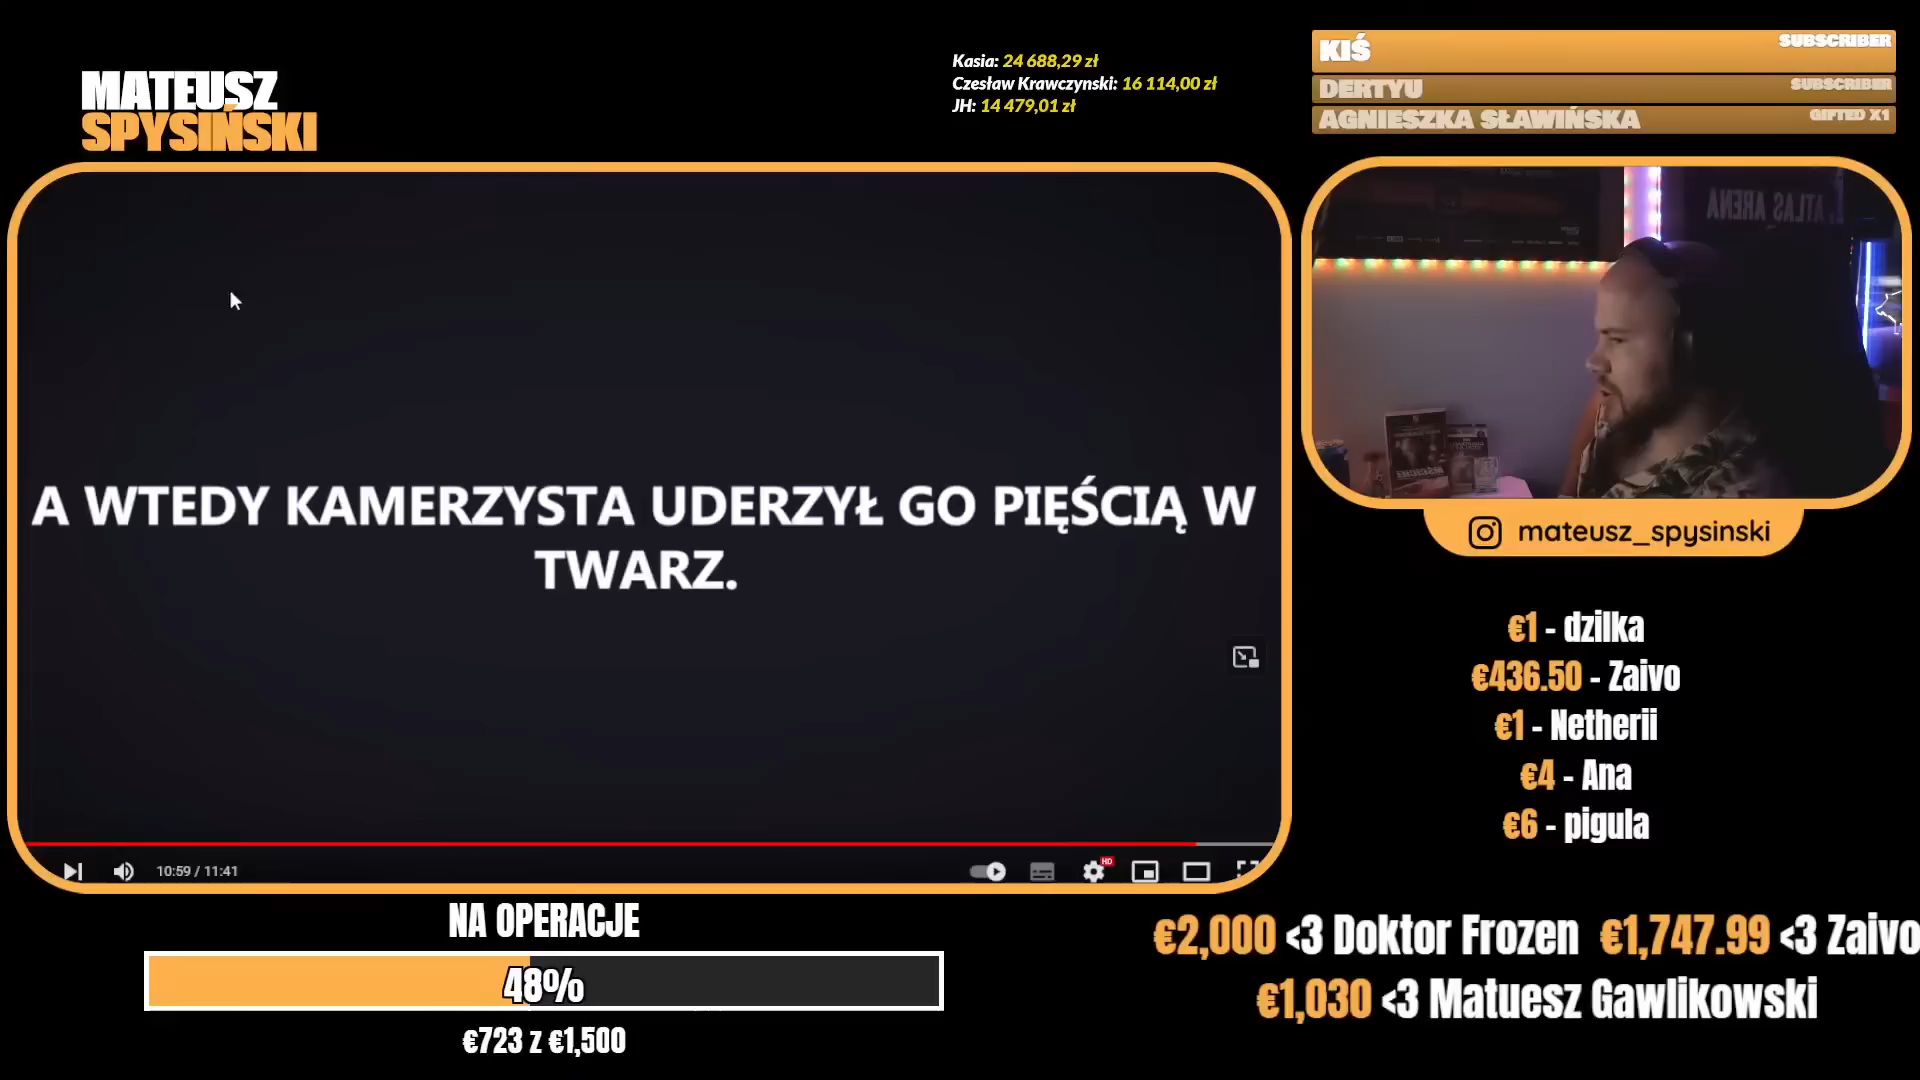 MATEUSZ
SPYSIŃSKI
Kasia: 24 688,29 zł
Czesław Krawczynski: 16 114,00 zł
JH: 14 479,01 zł
KIŚ SUBSCRIBER
DERTYU SUBSCRIBER
AGNIESZKA SŁAWIŃSKA GIFTED X1
ATLAS ARENA
A WTEDY KAMERZYSTA UDERZYŁ GO PIĘŚCIĄ W
TWARZ.
10:59 / 11:41
HD
mateusz_spysinski
€1 - dzilka
€436.50 - Zaivo
€1 - Netherii
€4 - Ana
€6 - pigula
NA OPERACJE
48%
€723 z €1,500
€2,000 <3 Doktor Frozen €1,747.99 <3 Zaivo
€1,030 <3 Matuesz Gawlikowski